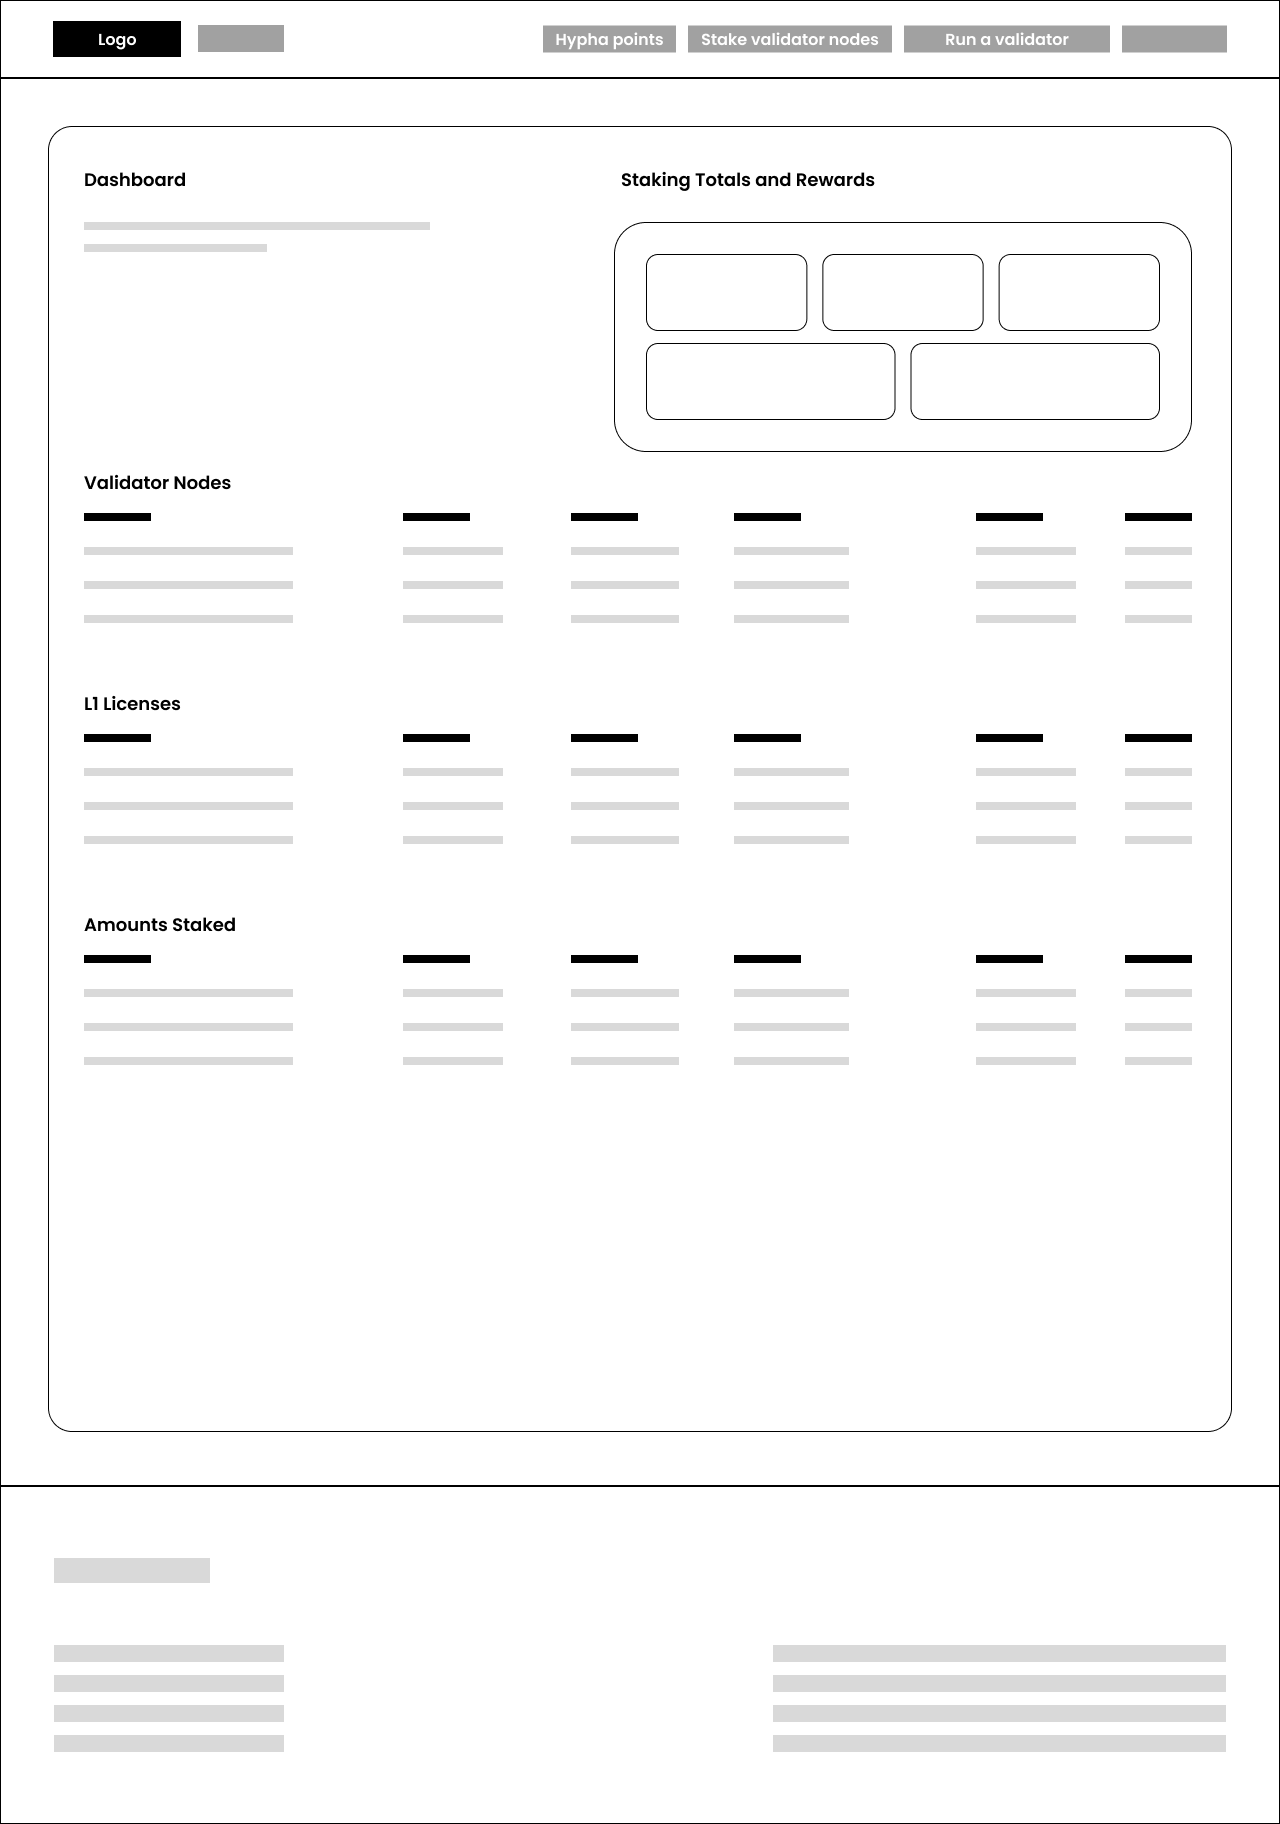 Logo
Hypha points
Stake validator nodes
Run a validator
Dashboard
Staking Totals and Rewards
Validator Nodes
L1 Licenses
Amounts Staked